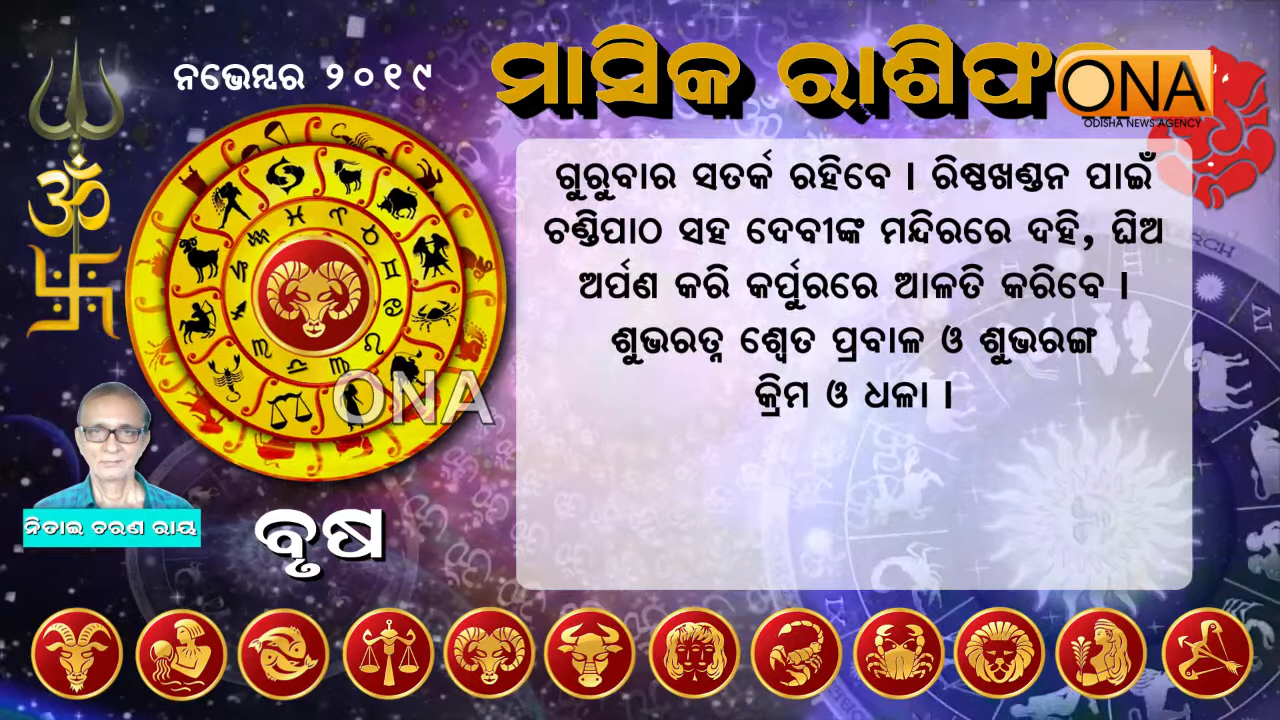 ନଭେମ୍ବର ୨୦୧୯
ମାସିକ
ONA
ODISHA NEWS AGENCY
ଗୁରୁବାର ସତର୍କ ରହିବେ । ରିଷ୍ଟଖଣ୍ଡନ ପାଇଁ
ଚଣ୍ଡିପାଠ ସହ ଦେବୀଙ୍କ ମନ୍ଦିରରେ ଦହି, ଘିଅ
ଅର୍ପଣ କରି କର୍ପୁରରେ ଆଳତି କରିବେ ।
ଶୁଭରତ୍ନ ଶ୍ୱେତ ପ୍ରବାଳ ଓ ଶୁଭରଙ୍ଗ
କ୍ରିମ ଓ ଧଳା ।
ONA
ନିତାଇ ଚରଣ ରାୟ
ବୃଷ